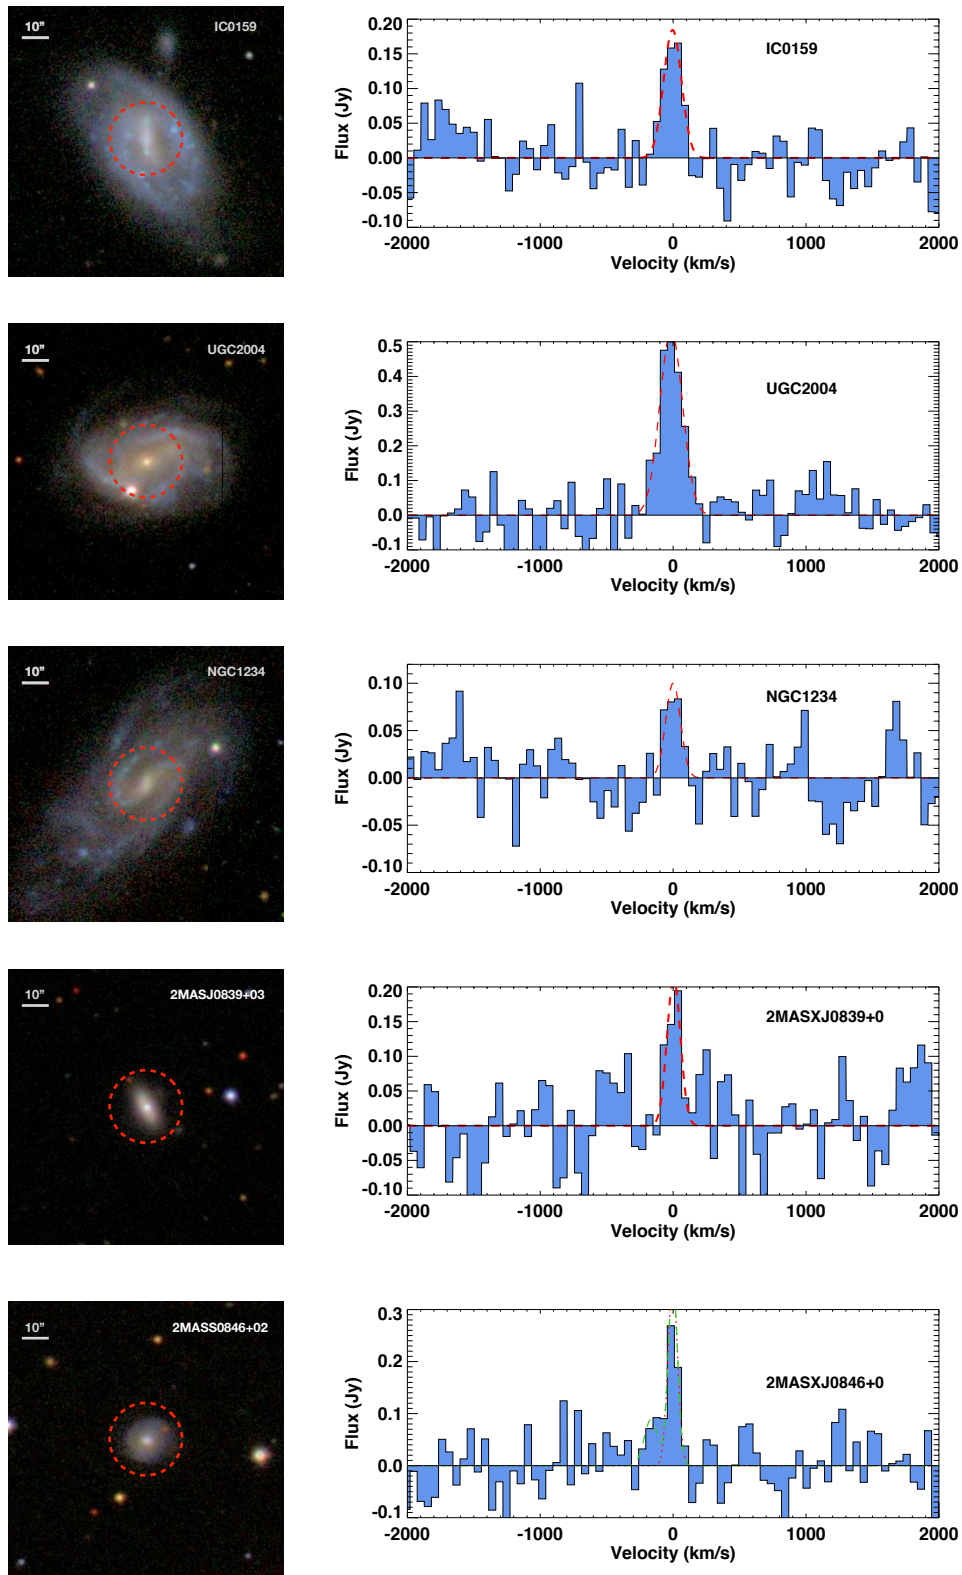 10"
IC0159
0.20
0.15
0.10
0.05
0.00
-0.05
-0.10
Flux (Jy)
IC0159
-2000 -1000 0 1000 2000
Velocity (km/s)
10"
UGC2004
0.5
0.4
0.3
0.2
0.1
0.0
-0.1
Flux (Jy)
UGC2004
-2000 -1000 0 1000 2000
Velocity (km/s)
10"
NGC1234
0.10
0.05
0.00
-0.05
-0.10
Flux (Jy)
NGC1234
-2000 -1000 0 1000 2000
Velocity (km/s)
10"
2MASJ0839+03
0.20
0.15
0.10
0.05
0.00
-0.05
-0.10
Flux (Jy)
2MASXJ0839+0
-2000 -1000 0 1000 2000
Velocity (km/s)
10"
2MASS0846+02
0.3
0.2
0.1
0.0
-0.1
Flux (Jy)
2MASXJ0846+0
-2000 -1000 0 1000 2000
Velocity (km/s)